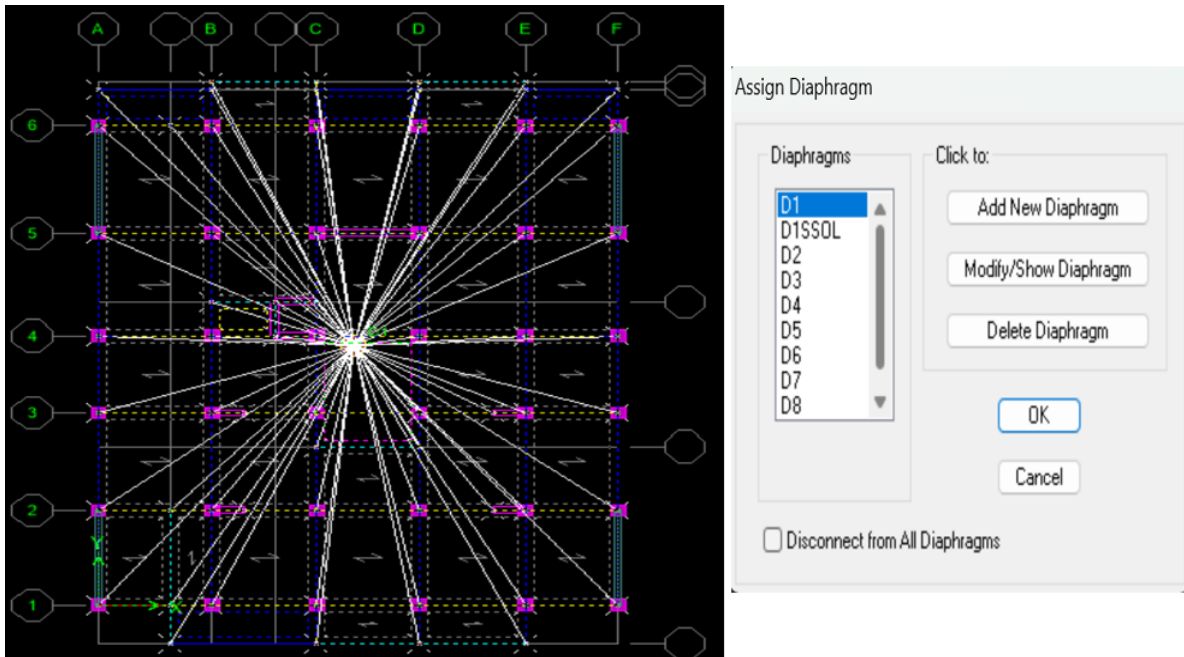 A B C D E F
6
5
4
3
2
1
Y
X
Assign Diaphragm
Diaphragms
D1
D1SSOL
D2
D3
D4
D5
D6
D7
D8
Click to:
Add New Diaphragm
Modify/Show Diaphragm
Delete Diaphragm
OK
Cancel
Disconnect from All Diaphragms